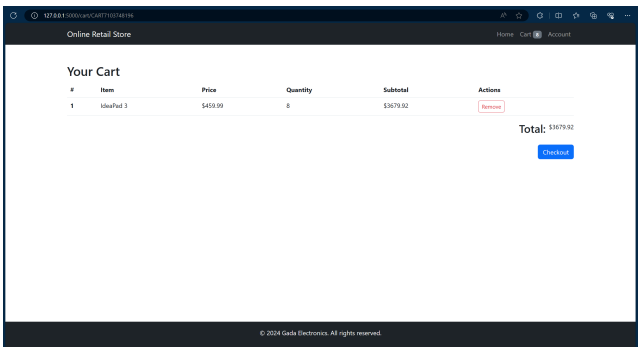 127.0.0.1:5000/cart/CART7103748196
Online Retail Store
Home Cart 8 Account
Your Cart
# Item Price Quantity Subtotal Actions
1 IdeaPad 3 $459.99 8 $3679.92 Remove
Total: $3679.92
Checkout
© 2024 Gada Electronics. All rights reserved.